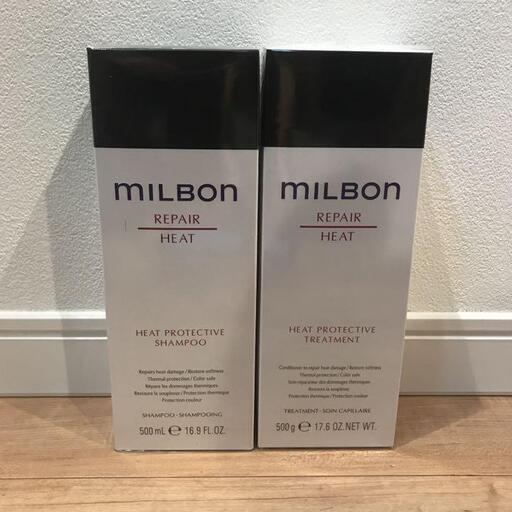 MILBON
REPAIR
HEAT
HEAT PROTECTIVE
SHAMPOO
Repairs heat damage / Restore softness
Thermal protection / Color safe
Répare les dommages thermiques
Restaure la souplesse / Protection thermique
Protection couleur
SHAMPOO • SHAMPOOING
500 mL ℮ 16.9 FL. OZ.
MILBON
REPAIR
HEAT
HEAT PROTECTIVE
TREATMENT
Conditioner to repair heat damage / Restore softness
Thermal protection / Color safe
Soin réparateur des dommages thermiques
Restaure la souplesse
Protection thermique / Protection couleur
TREATMENT • SOIN CAPILLAIRE
500 g ℮ 17.6 OZ. NET WT.